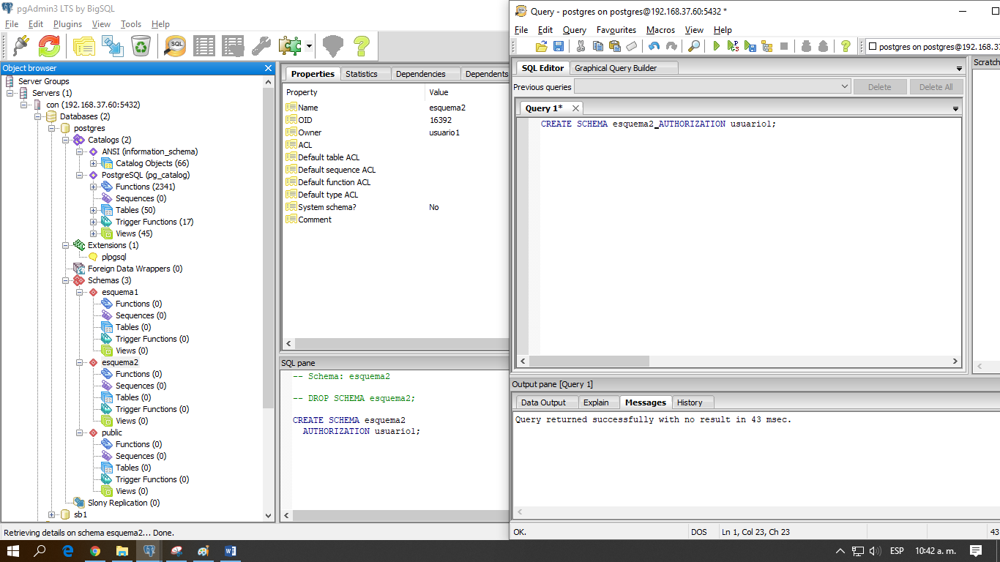 pgAdmin3 LTS by BigSQL
File Edit Plugins View Tools Help
SQL
Object browser
Server Groups
Servers (1)
con (192.168.37.60:5432)
Databases (2)
postgres
Catalogs (2)
ANSI (information_schema)
Catalog Objects (66)
PostgreSQL (pg_catalog)
Functions (2341)
Sequences (0)
Tables (50)
Trigger Functions (17)
Views (45)
Extensions (1)
plpgsql
Foreign Data Wrappers (0)
Schemas (3)
esquema1
Functions (0)
Sequences (0)
Tables (0)
Trigger Functions (0)
Views (0)
esquema2
Functions (0)
Sequences (0)
Tables (0)
Trigger Functions (0)
Views (0)
public
Functions (0)
Sequences (0)
Tables (0)
Trigger Functions (0)
Views (0)
Slony Replication (0)
sb1
Retrieving details on schema esquema2... Done.
Properties Statistics Dependencies Dependents
Property Value
Name esquema2
OID 16392
Owner usuario1
ACL
Default table ACL
Default sequence ACL
Default function ACL
Default type ACL
System schema? No
Comment
SQL pane
-- Schema: esquema2
-- DROP SCHEMA esquema2;
CREATE SCHEMA esquema2
AUTHORIZATION usuario1;
Query - postgres on postgres@192.168.37.60:5432 *
File Edit Query Favourites Macros View Help
postgres on postgres@192.168.37
SQL Editor Graphical Query Builder
Scratch
Previous queries Delete Delete All
Query 1*
CREATE SCHEMA esquema2 AUTHORIZATION usuario1;
Output pane [Query 1]
Data Output Explain Messages History
Query returned successfully with no result in 43 msec.
OK. DOS Ln 1, Col 23, Ch 23 43
ESP 10:42 a. m.